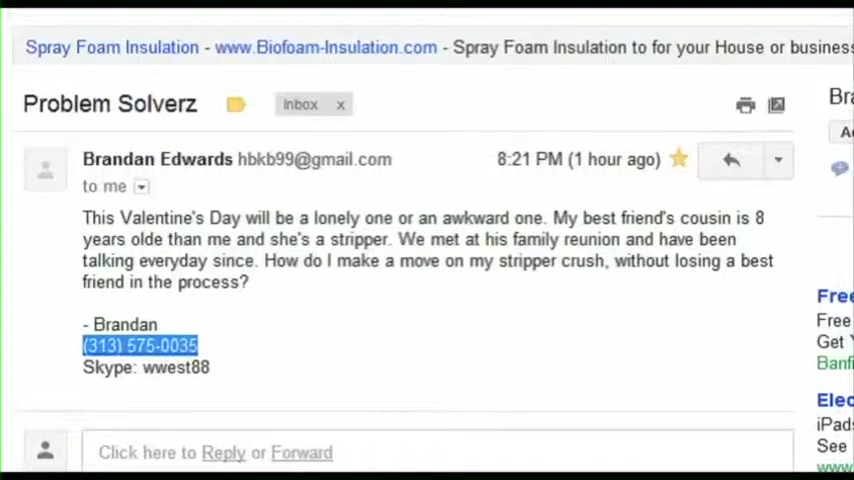 Spray Foam Insulation - www.Biofoam-Insulation.com - Spray Foam Insulation to for your House or business
Problem Solverz Inbox x
Bra
Brandan Edwards hbkb99@gmail.com 8:21 PM (1 hour ago)
to me
This Valentine's Day will be a lonely one or an awkward one. My best friend's cousin is 8
years olde than me and she's a stripper. We met at his family reunion and have been
talking everyday since. How do I make a move on my stripper crush, without losing a best
friend in the process?
- Brandan
(313) 575-0035
Skype: wwest88
Click here to Reply or Forward
Free
Free
Get Y
Banfi
Elec
iPads
See
www.